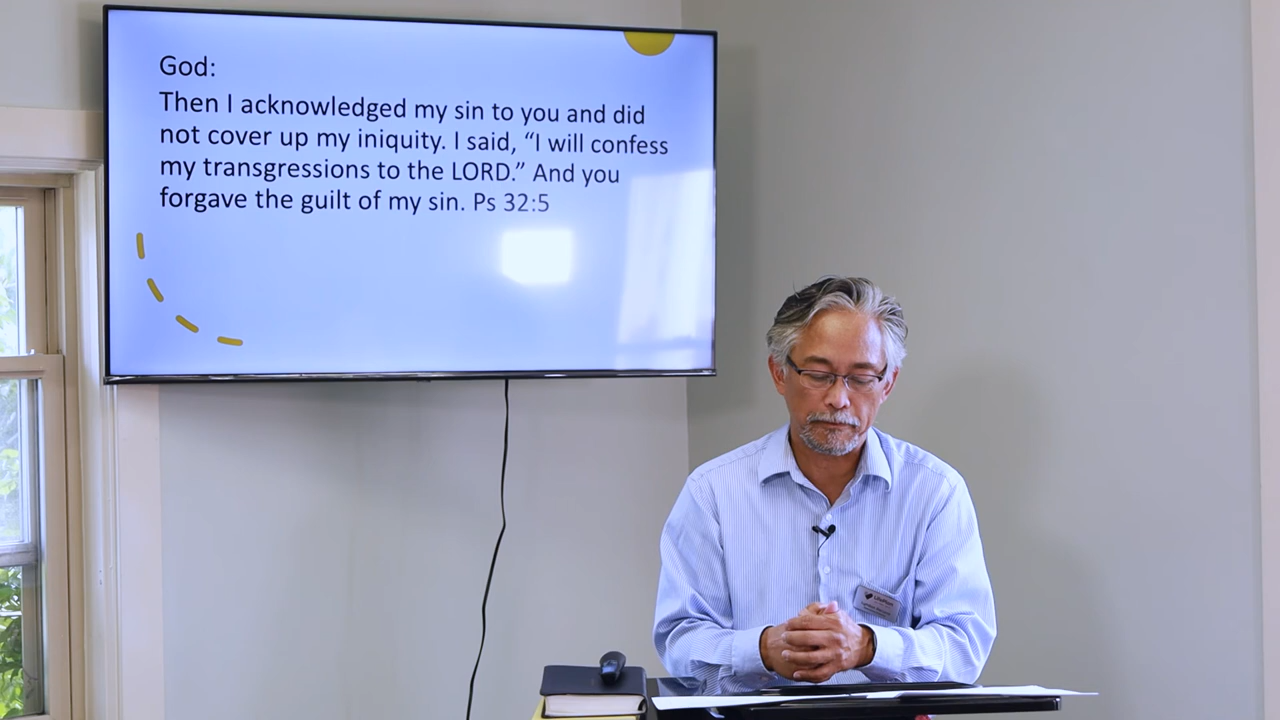 God:
Then I acknowledged my sin to you and did
not cover up my iniquity. I said, “I will confess
my transgressions to the LORD.” And you
forgave the guilt of my sin. Ps 32:5